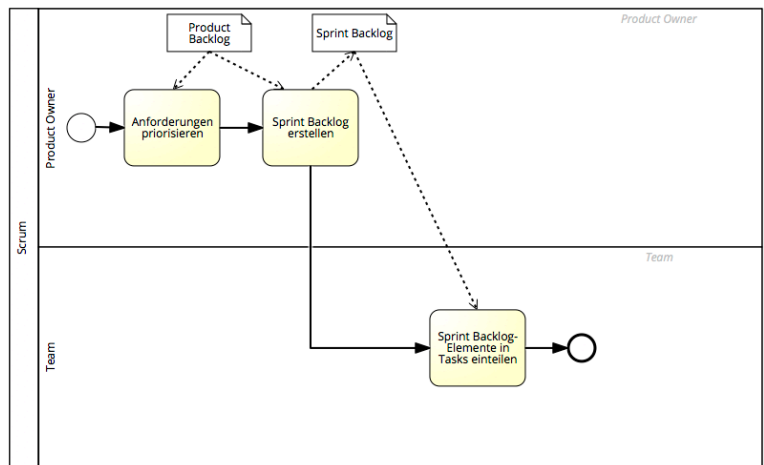 Product Owner
Product
Backlog
Sprint Backlog
Scrum
Product Owner
Anforderungen
priorisieren
Sprint Backlog
erstellen
Team
Team
Sprint Backlog-
Elemente in
Tasks einteilen